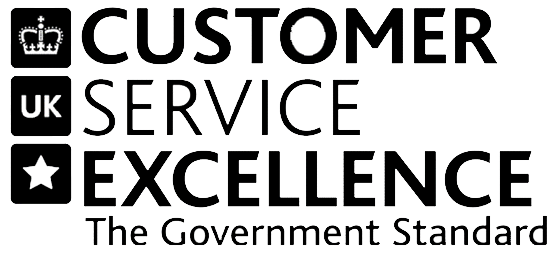 CUSTOMER
UK SERVICE
EXCELLENCE
The Government Standard